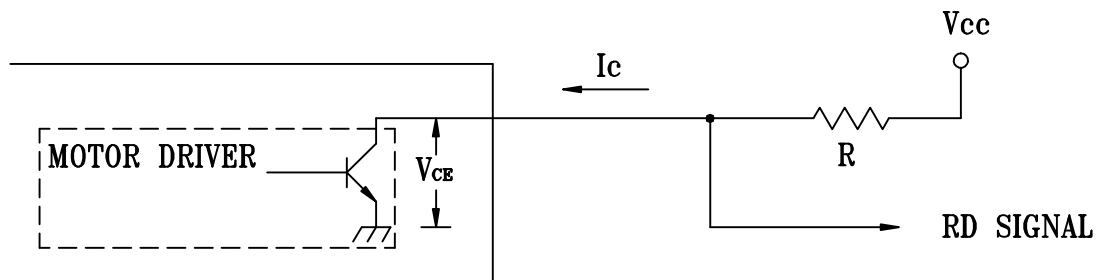 Vcc
Ic
MOTOR DRIVER
VCE
R
RD SIGNAL